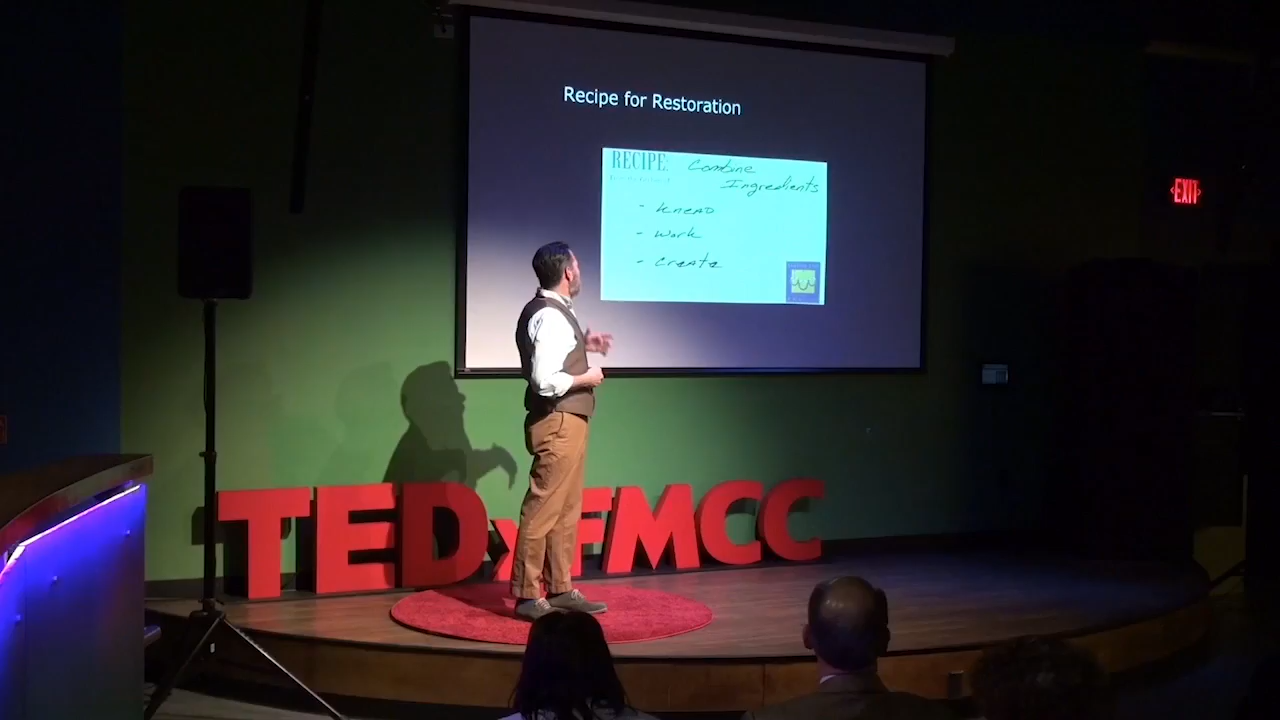 Recipe for Restoration
RECIPE: Combine
Ingredients
- Knead
- Work
- Create
EXIT
TEDxFMCC